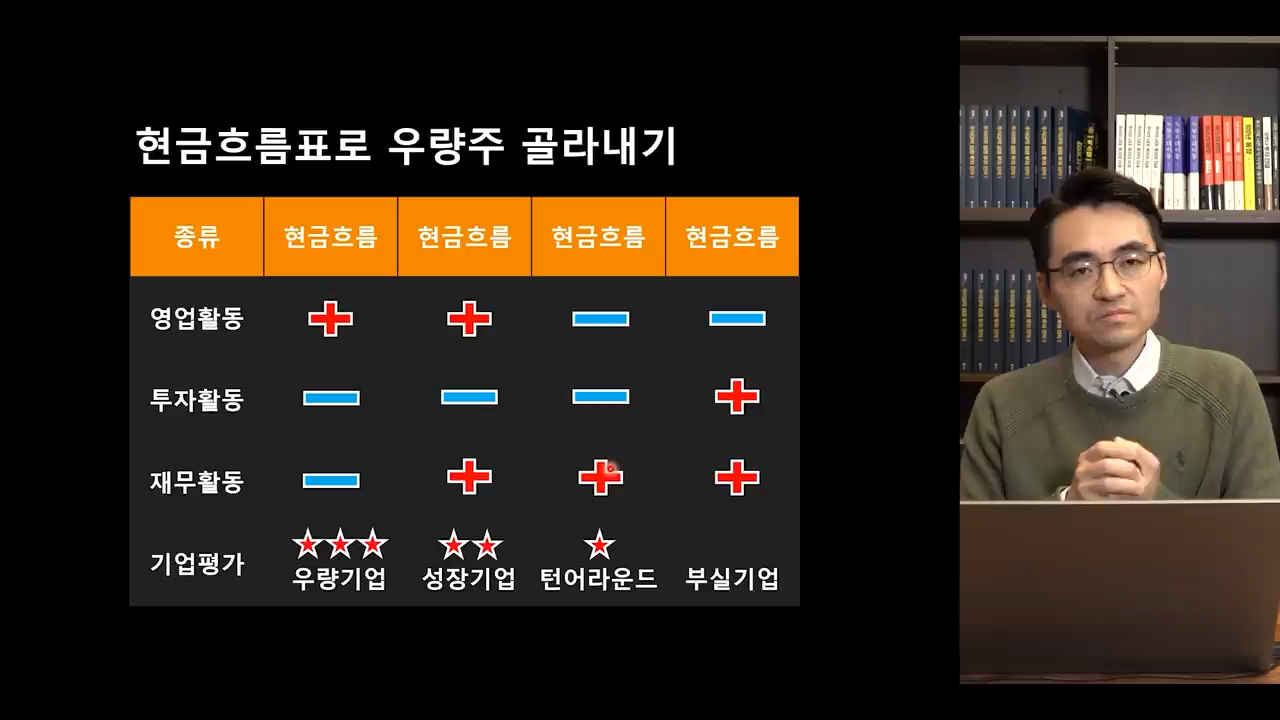 현금흐름표로 우량주 골라내기
종류 현금흐름 현금흐름 현금흐름 현금흐름
영업활동
투자활동
재무활동
기업평가 우량기업 성장기업 턴어라운드 부실기업